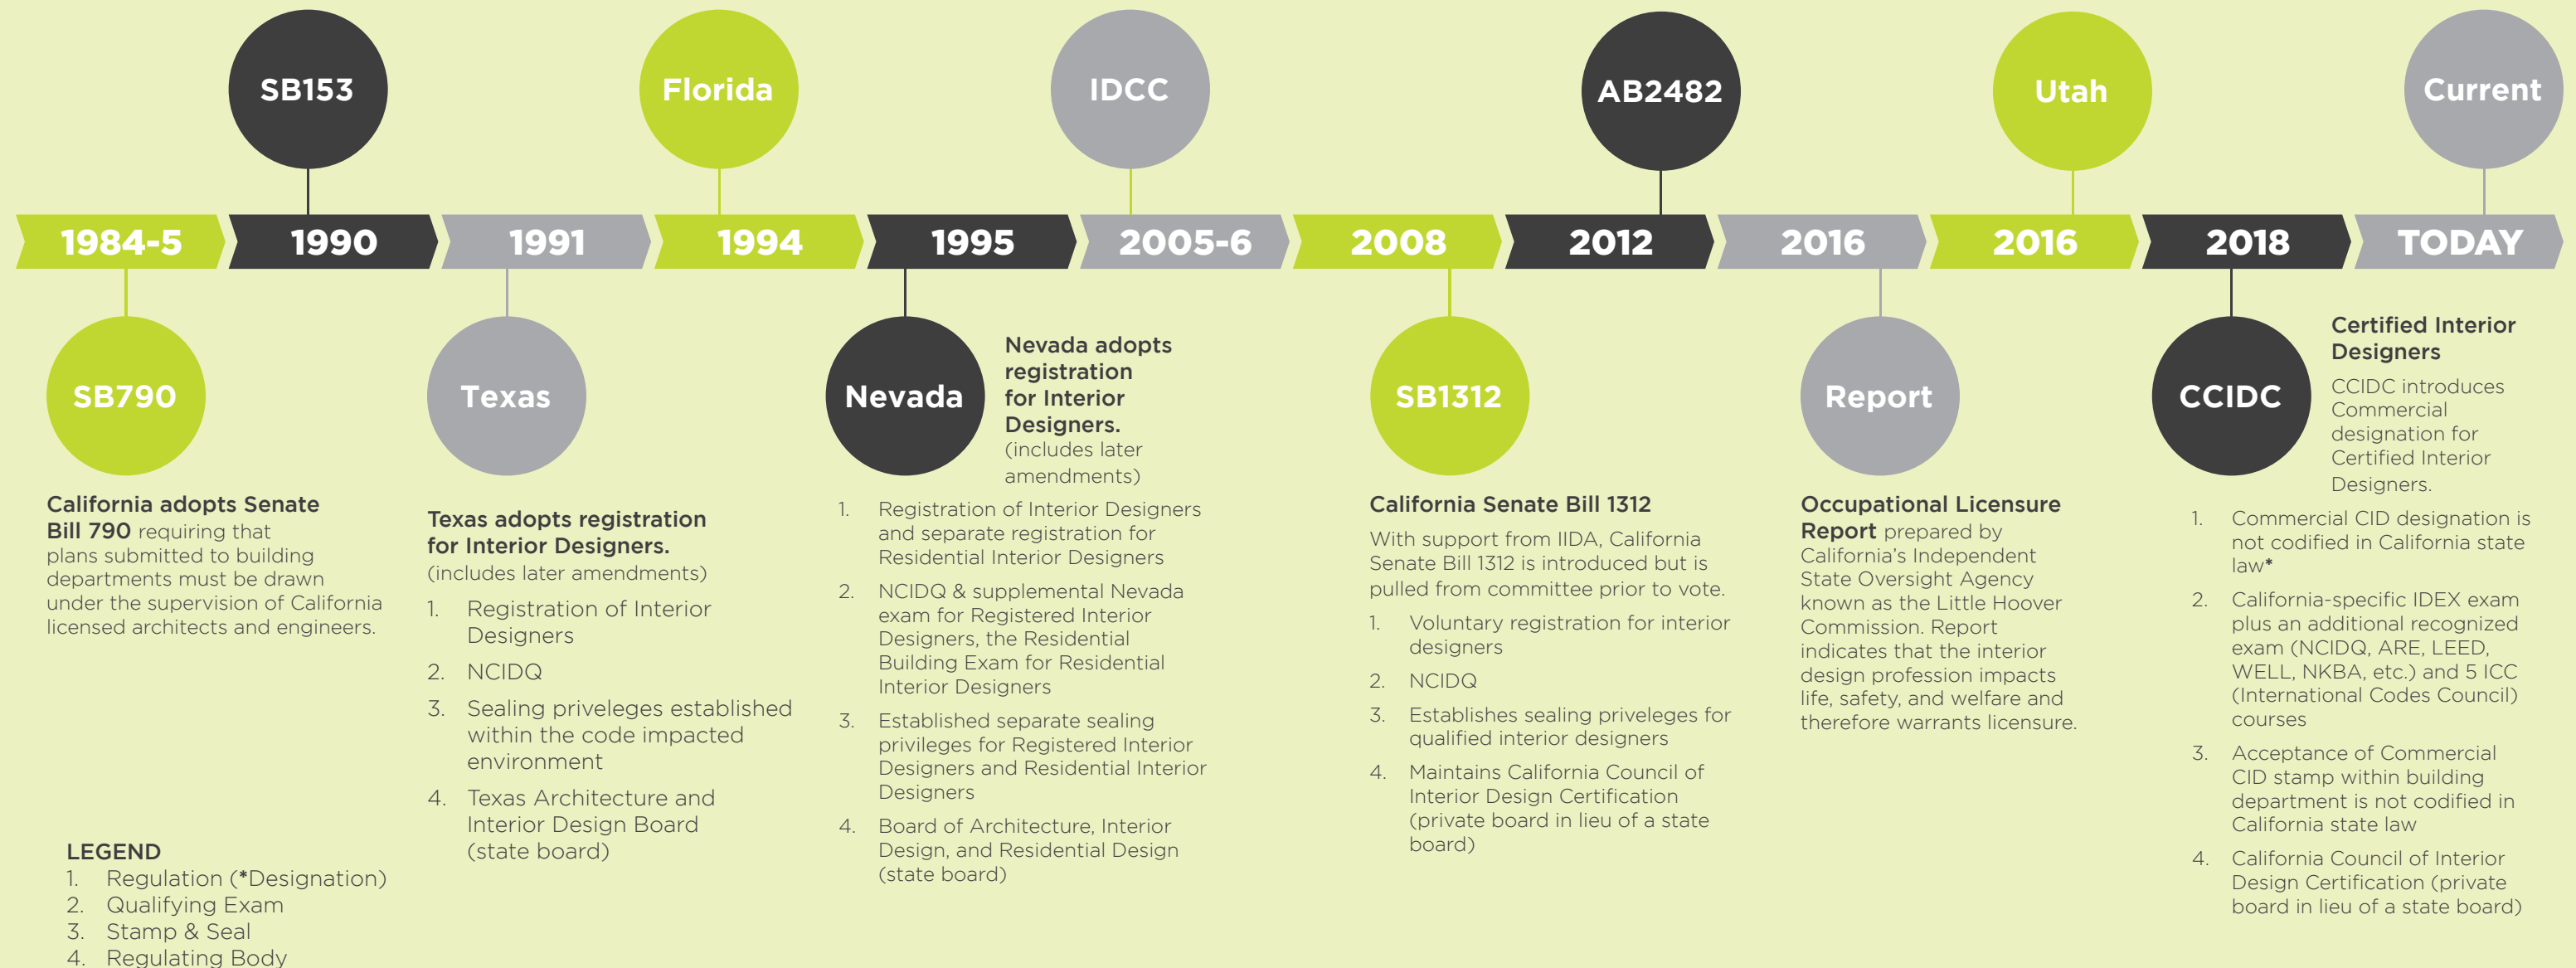 SB153
Florida
IDCC
AB2482
Utah
Current
1984-5
1990
1991
1994
1995
2005-6
2008
2012
2016
2016
2018
TODAY
SB790
California adopts Senate
Bill 790 requiring that
plans submitted to building
departments must be drawn
under the supervision of California
licensed architects and engineers.
LEGEND
1. Regulation (*Designation)
2. Qualifying Exam
3. Stamp & Seal
4. Regulating Body
Texas
Texas adopts registration
for Interior Designers.
(includes later amendments)
1. Registration of Interior
Designers
2. NCIDQ
3. Sealing priveleges established
within the code impacted
environment
4. Texas Architecture and
Interior Design Board
(state board)
Nevada
Nevada adopts
registration
for Interior
Designers.
(includes later
amendments)
1. Registration of Interior Designers
and separate registration for
Residential Interior Designers
2. NCIDQ & supplemental Nevada
exam for Registered Interior
Designers, the Residential
Building Exam for Residential
Interior Designers
3. Established separate sealing
privileges for Registered Interior
Designers and Residential Interior
Designers
4. Board of Architecture, Interior
Design, and Residential Design
(state board)
SB1312
California Senate Bill 1312
With support from IIDA, California
Senate Bill 1312 is introduced but is
pulled from committee prior to vote.
1. Voluntary registration for interior
designers
2. NCIDQ
3. Establishes sealing priveleges for
qualified interior designers
4. Maintains California Council of
Interior Design Certification
(private board in lieu of a state
board)
Report
Occupational Licensure
Report prepared by
California's Independent
State Oversight Agency
known as the Little Hoover
Commission. Report
indicates that the interior
design profession impacts
life, safety, and welfare and
therefore warrants licensure.
CCIDC
Certified Interior
Designers
CCIDC introduces
Commercial
designation for
Certified Interior
Designers.
1. Commercial CID designation is
not codified in California state
law*
2. California-specific IDEX exam
plus an additional recognized
exam (NCIDQ, ARE, LEED,
WELL, NKBA, etc.) and 5 ICC
(International Codes Council)
courses
3. Acceptance of Commercial
CID stamp within building
department is not codified in
California state law
4. California Council of Interior
Design Certification (private
board in lieu of a state board)